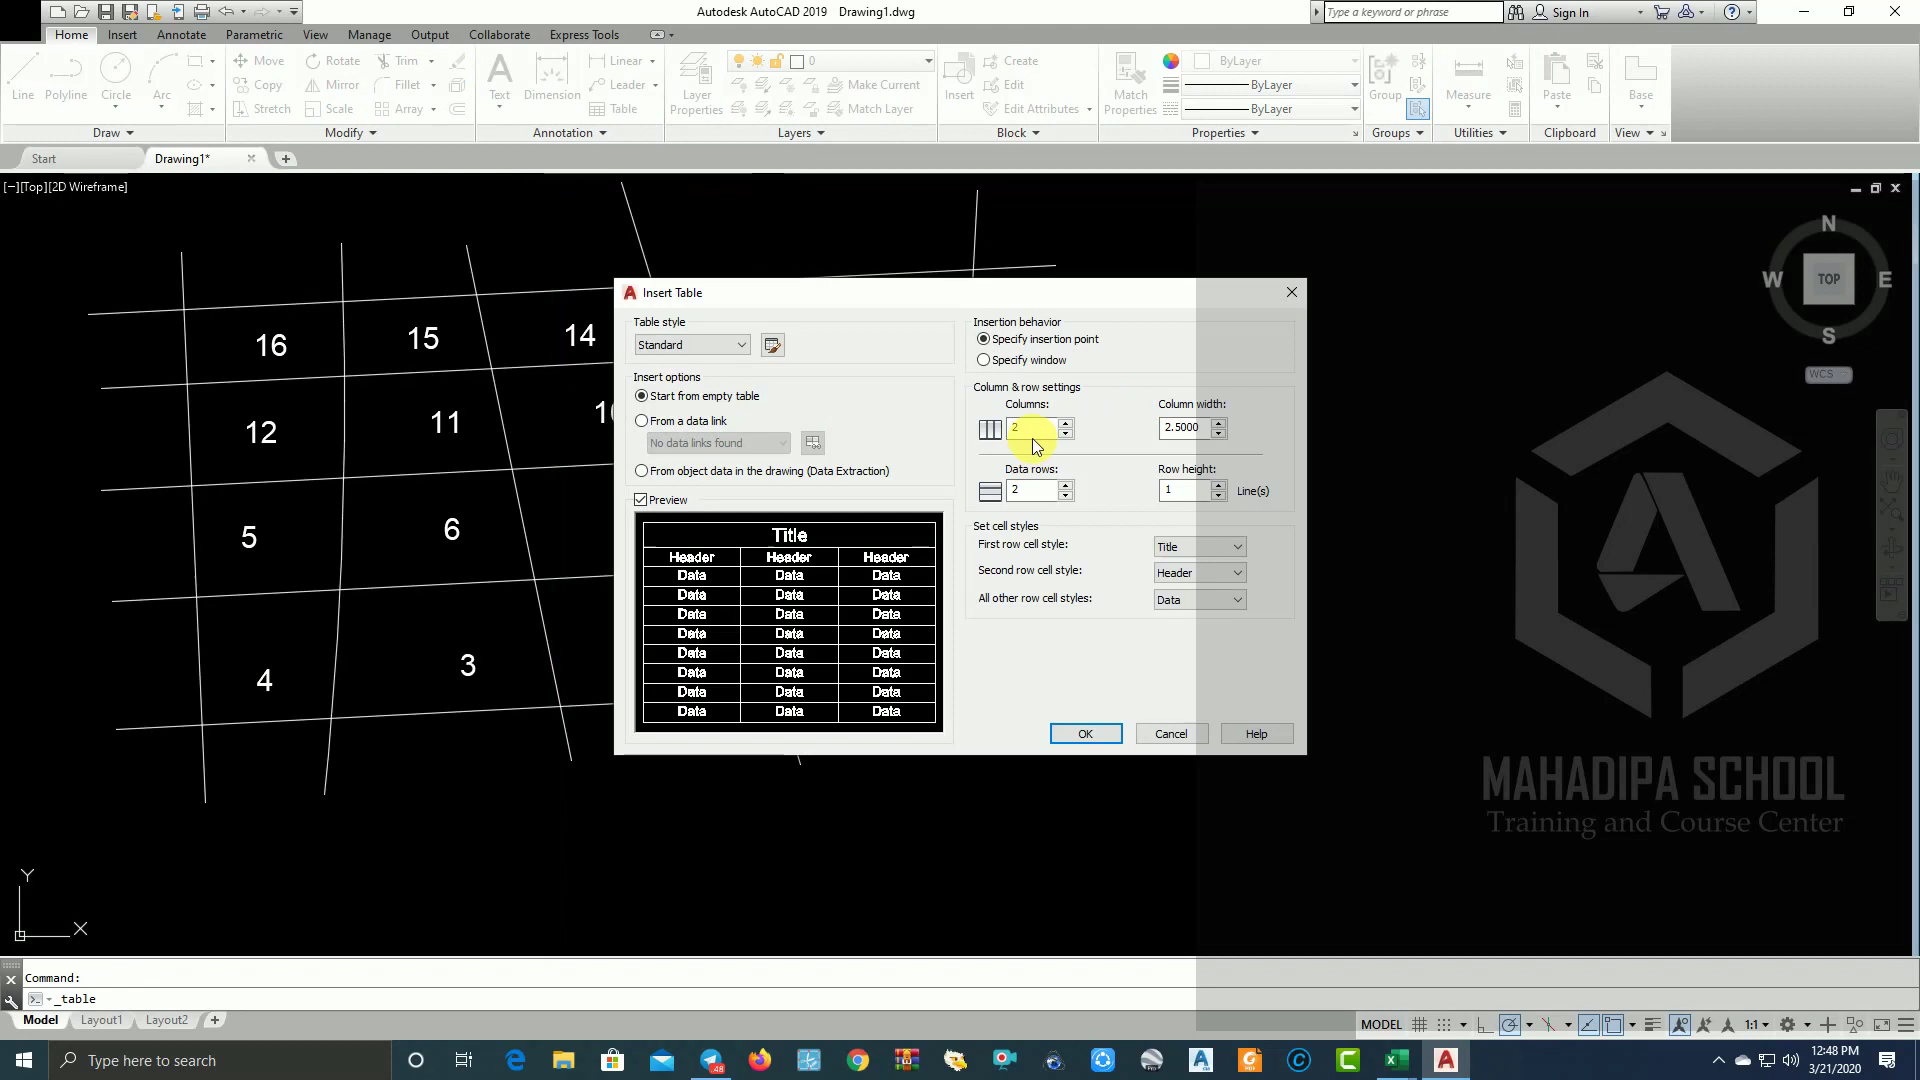 Autodesk AutoCAD 2019 Drawing1.dwg
Type a keyword or phrase
Sign In
Home Insert Annotate Parametric View Manage Output Collaborate Express Tools
Line Polyline Circle Arc
Move Rotate Trim
Copy Mirror Fillet
Stretch Scale Array
Text Dimension
Linear
Leader
Table
Layer Properties
0
Make Current
Match Layer
Insert
Create
Edit
Edit Attributes
Match Properties
ByLayer
ByLayer
ByLayer
Group Measure Paste Base
Draw Modify Annotation Layers Block Properties Groups Utilities Clipboard View
Start Drawing1*
[−][Top][2D Wireframe]
N
W TOP E
S
WCS
16 15 14
12 11
5 6
4 3
Insert Table
Table style
Standard
Insert options
Start from empty table
From a data link
No data links found
From object data in the drawing (Data Extraction)
Preview
Title
Header Header Header
Data Data Data
Data Data Data
Data Data Data
Data Data Data
Data Data Data
Data Data Data
Data Data Data
Data Data Data
Insertion behavior
Specify insertion point
Specify window
Column & row settings
Columns: Column width:
2 2.5000
Data rows: Row height:
2 1 Line(s)
Set cell styles
First row cell style: Title
Second row cell style: Header
All other row cell styles: Data
OK Cancel Help
MAHADIPA SCHOOL
Training and Course Center
Y
X
Command:
_table
Model Layout1 Layout2
MODEL 1:1
Type here to search
48
12:48 PM
3/21/2020